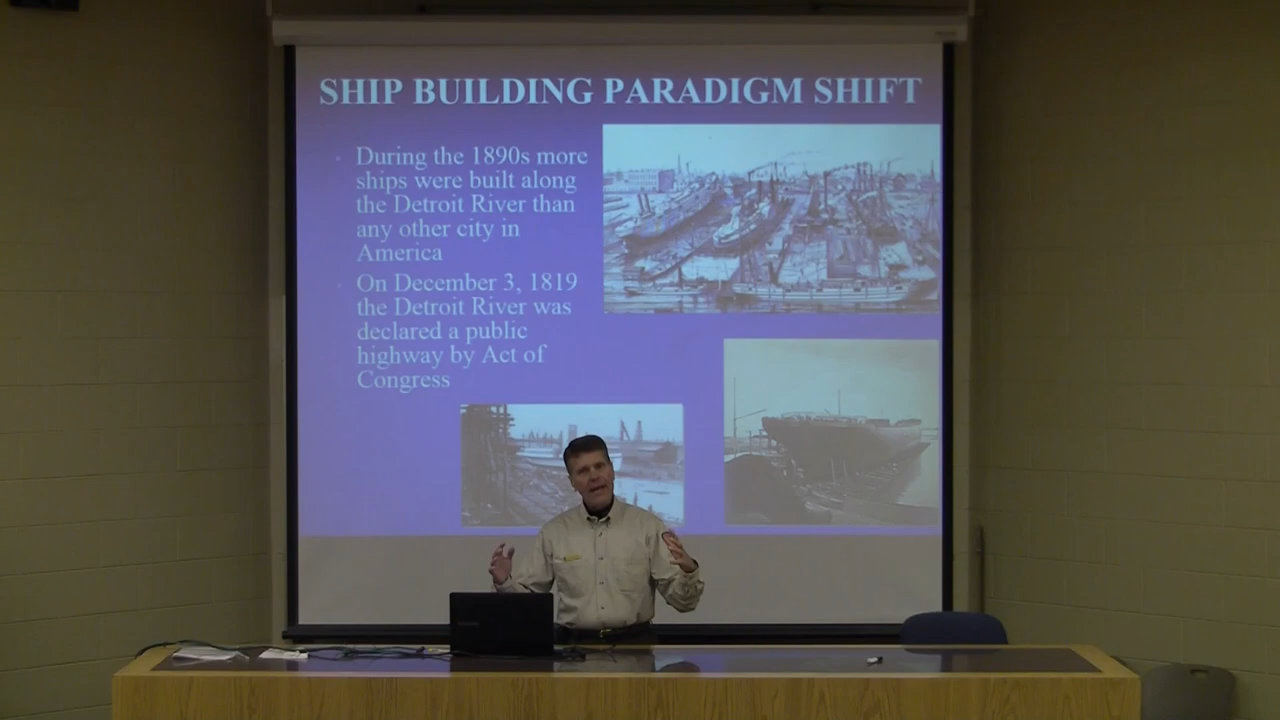 SHIP BUILDING PARADIGM SHIFT
During the 1890s more
ships were built along
the Detroit River than
any other city in
America
On December 3, 1819
the Detroit River was
declared a public
highway by Act of
Congress